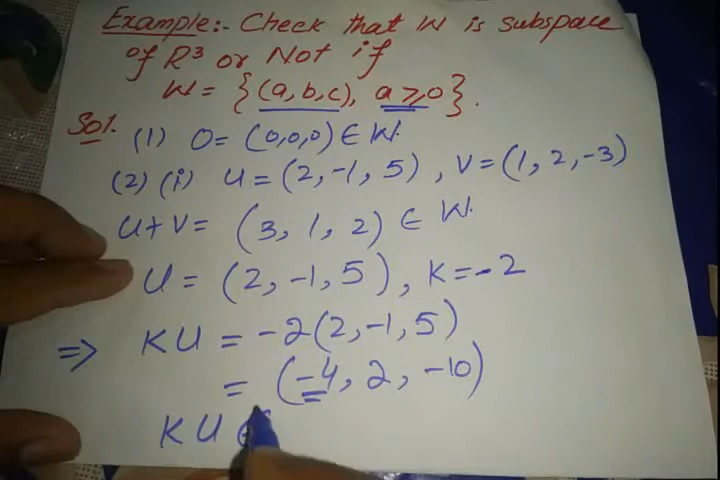 Example:- Check that W is subspace
of R³ or Not if
W = {(a,b,c), a ≥ 0}.
Sol.
(1) O = (0,0,0) ∈ W.
(2) (i) U = (2, -1, 5), V = (1, 2, -3)
U + V = (3, 1, 2) ∈ W.
U = (2, -1, 5), K = -2
⇒ KU = -2(2, -1, 5)
= (-4, 2, -10)
KU